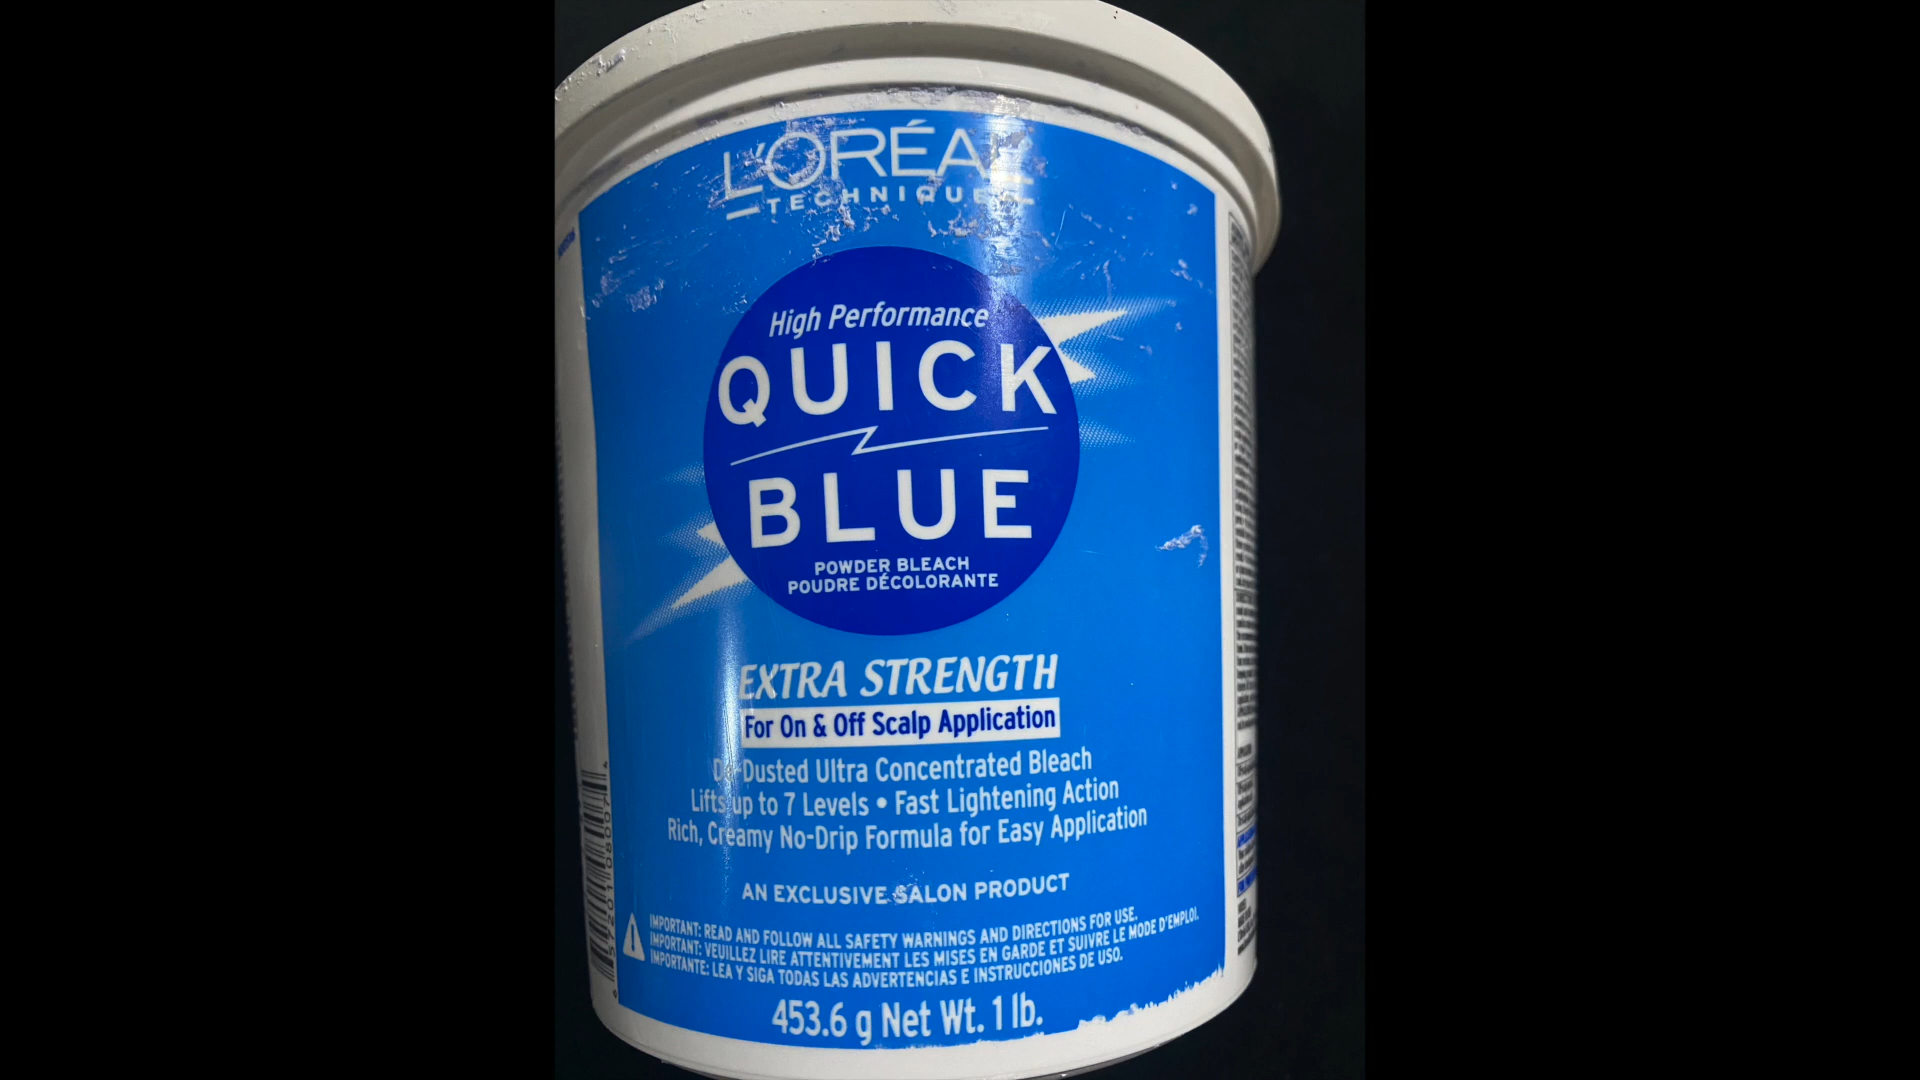 L'ORÉAL
TECHNIQUE
High Performance
QUICK
BLUE
POWDER BLEACH
POUDRE DÉCOLORANTE
EXTRA STRENGTH
For On & Off Scalp Application
De-Dusted Ultra Concentrated Bleach
Lifts up to 7 Levels • Fast Lightening Action
Rich, Creamy No-Drip Formula for Easy Application
AN EXCLUSIVE SALON PRODUCT
IMPORTANT: READ AND FOLLOW ALL SAFETY WARNINGS AND DIRECTIONS FOR USE.
IMPORTANT: VEUILLEZ LIRE ATTENTIVEMENT LES MISES EN GARDE ET SUIVRE LE MODE D'EMPLOI.
IMPORTANTE: LEA Y SIGA TODAS LAS ADVERTENCIAS E INSTRUCCIONES DE USO.
453.6 g Net Wt. 1 lb.